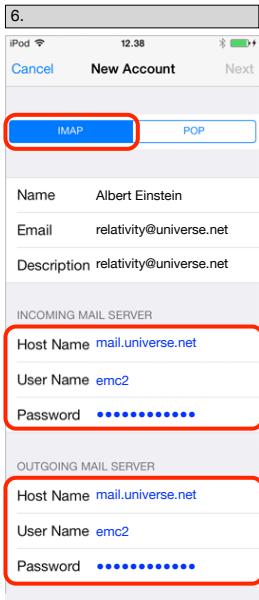 6.
iPod 12.38
Cancel New Account Next
IMAP POP
Name Albert Einstein
Email relativity@universe.net
Description relativity@universe.net
INCOMING MAIL SERVER
Host Name mail.universe.net
User Name emc2
Password ●●●●●●●●●●●●
OUTGOING MAIL SERVER
Host Name mail.universe.net
User Name emc2
Password ●●●●●●●●●●●●